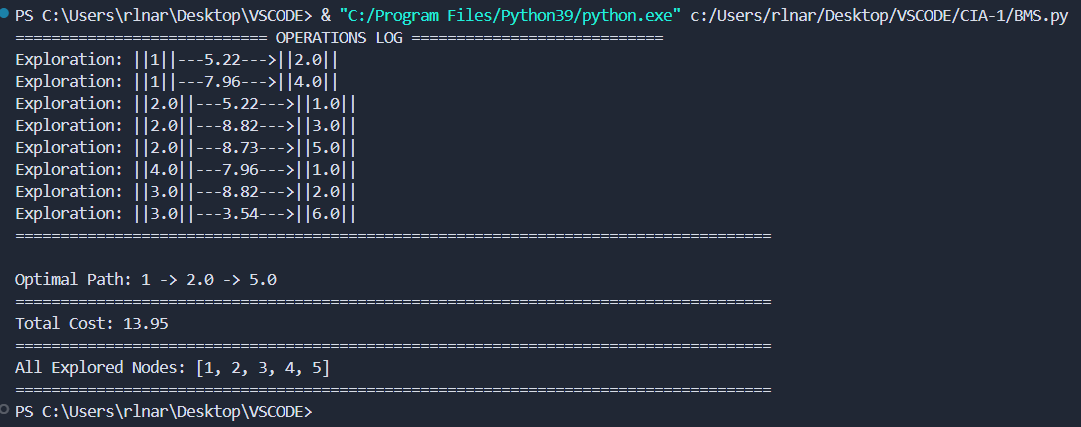 PS C:\Users\rlnar\Desktop\VSCODE> & "C:/Program Files/Python39/python.exe" c:/Users/rlnar/Desktop/VSCODE/CIA-1/BMS.py
============================ OPERATIONS LOG ============================
Exploration: ||1||---5.22--->||2.0||
Exploration: ||1||---7.96--->||4.0||
Exploration: ||2.0||---5.22--->||1.0||
Exploration: ||2.0||---8.82--->||3.0||
Exploration: ||2.0||---8.73--->||5.0||
Exploration: ||4.0||---7.96--->||1.0||
Exploration: ||3.0||---8.82--->||2.0||
Exploration: ||3.0||---3.54--->||6.0||
====================================================================================
Optimal Path: 1 -> 2.0 -> 5.0
====================================================================================
Total Cost: 13.95
====================================================================================
All Explored Nodes: [1, 2, 3, 4, 5]
====================================================================================
PS C:\Users\rlnar\Desktop\VSCODE>